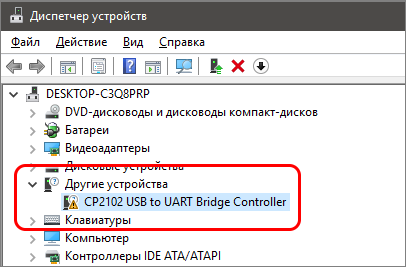 Диспетчер устройств
Файл Действие Вид Справка
DESKTOP-C3Q8PRP
DVD-дисководы и дисководы компакт-дисков
Батареи
Видеоадаптеры
Дисковые устройства
Другие устройства
CP2102 USB to UART Bridge Controller
Клавиатуры
Компьютер
Контроллеры IDE ATA/ATAPI